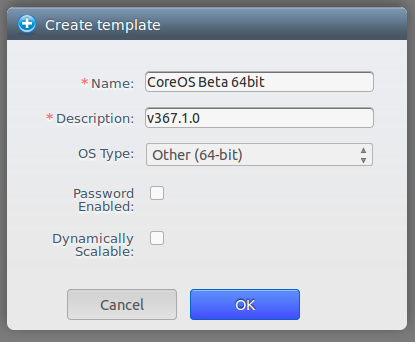 Create template
*Name:
CoreOS Beta 64bit
*Description:
v367.1.0
OS Type:
Other (64-bit)
Password
Enabled:
Dynamically
Scalable:
Cancel
OK